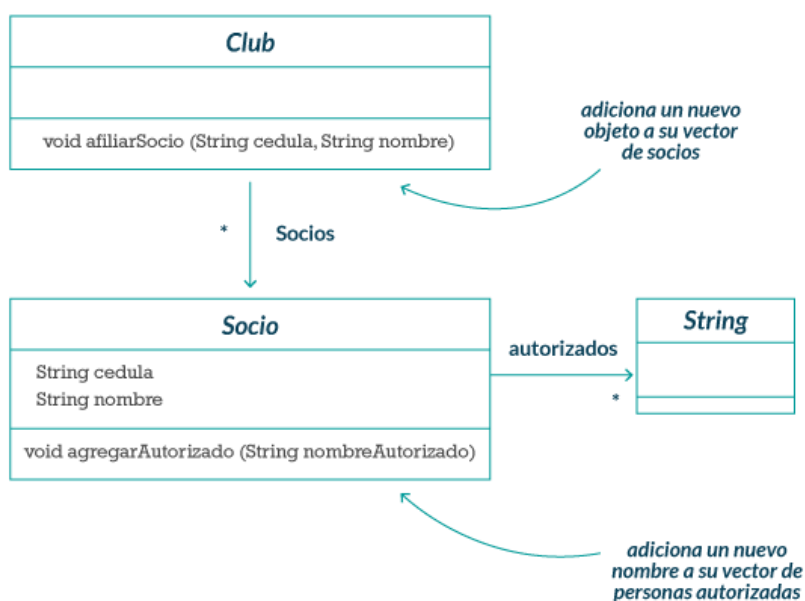 Club
void afiliarSocio (String cedula, String nombre)
adiciona un nuevo
objeto a su vector
de socios
*
Socios
Socio
String cedula
String nombre
void agregarAutorizado (String nombreAutorizado)
autorizados
*
String
adiciona un nuevo
nombre a su vector de
personas autorizadas